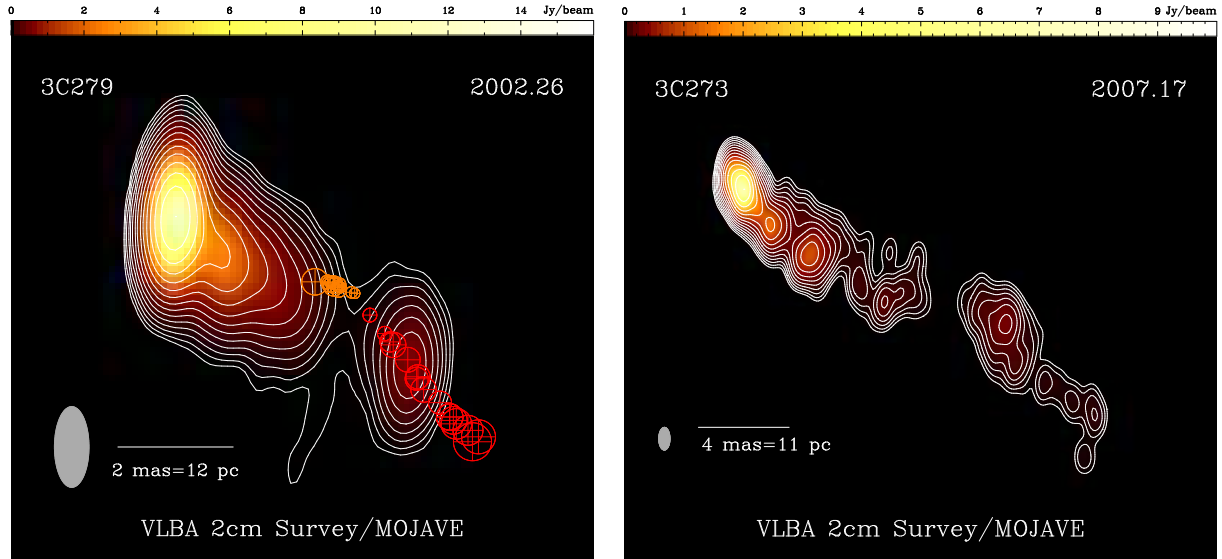 0 2 4 6 8 10 12 14 Jy/beam
3C279 2002.26
2 mas=12 pc
VLBA 2cm Survey/MOJAVE
0 1 2 3 4 5 6 7 8 9 Jy/beam
3C273 2007.17
4 mas=11 pc
VLBA 2cm Survey/MOJAVE